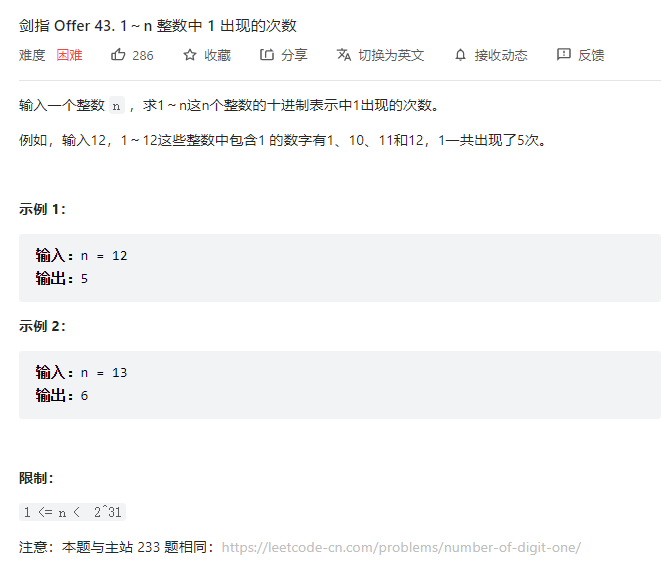 剑指 Offer 43. 1～n 整数中 1 出现的次数
难度 困难 286 收藏 分享 切换为英文 接收动态 反馈
输入一个整数 n ，求1～n这n个整数的十进制表示中1出现的次数。
例如，输入12，1～12这些整数中包含1 的数字有1、10、11和12，1一共出现了5次。
示例 1：
输入：n = 12
输出：5
示例 2：
输入：n = 13
输出：6
限制：
1 <= n < 2^31
注意：本题与主站 233 题相同：https://leetcode-cn.com/problems/number-of-digit-one/